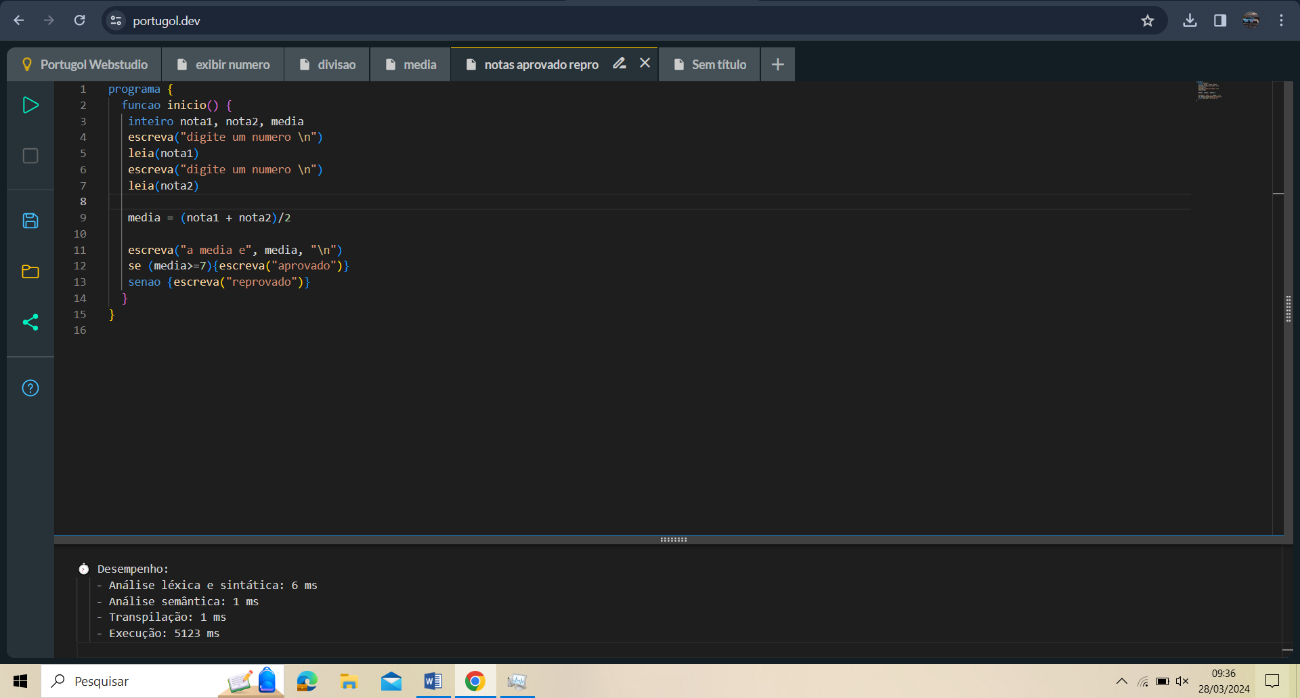 portugol.dev
Portugol Webstudio exibir numero divisao media notas aprovado repro Sem título
1 programa {
2 funcao inicio() {
3 inteiro nota1, nota2, media
4 escreva("digite um numero \n")
5 leia(nota1)
6 escreva("digite um numero \n")
7 leia(nota2)
8
9 media = (nota1 + nota2)/2
10
11 escreva("a media e", media, "\n")
12 se (media>=7){escreva("aprovado")}
13 senao {escreva("reprovado")}
14 }
15 }
16
Desempenho:
- Análise léxica e sintática: 6 ms
- Análise semântica: 1 ms
- Transpilação: 1 ms
- Execução: 5123 ms
Pesquisar
09:36
28/03/2024